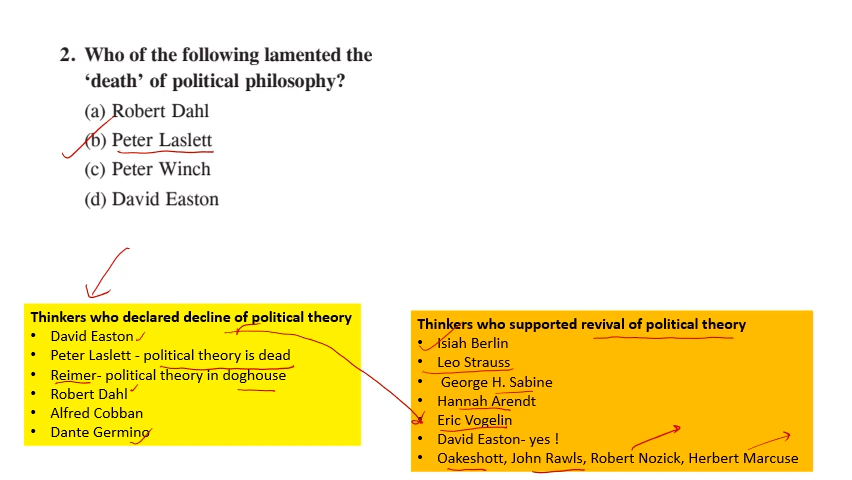 2. Who of the following lamented the
‘death’ of political philosophy?
(a) Robert Dahl
(b) Peter Laslett
(c) Peter Winch
(d) David Easton
Thinkers who declared decline of political theory
• David Easton
• Peter Laslett - political theory is dead
• Reimer- political theory in doghouse
• Robert Dahl
• Alfred Cobban
• Dante Germino
Thinkers who supported revival of political theory
• Isiah Berlin
• Leo Strauss
• George H. Sabine
• Hannah Arendt
• Eric Vogelin
• David Easton- yes !
• Oakeshott, John Rawls, Robert Nozick, Herbert Marcuse